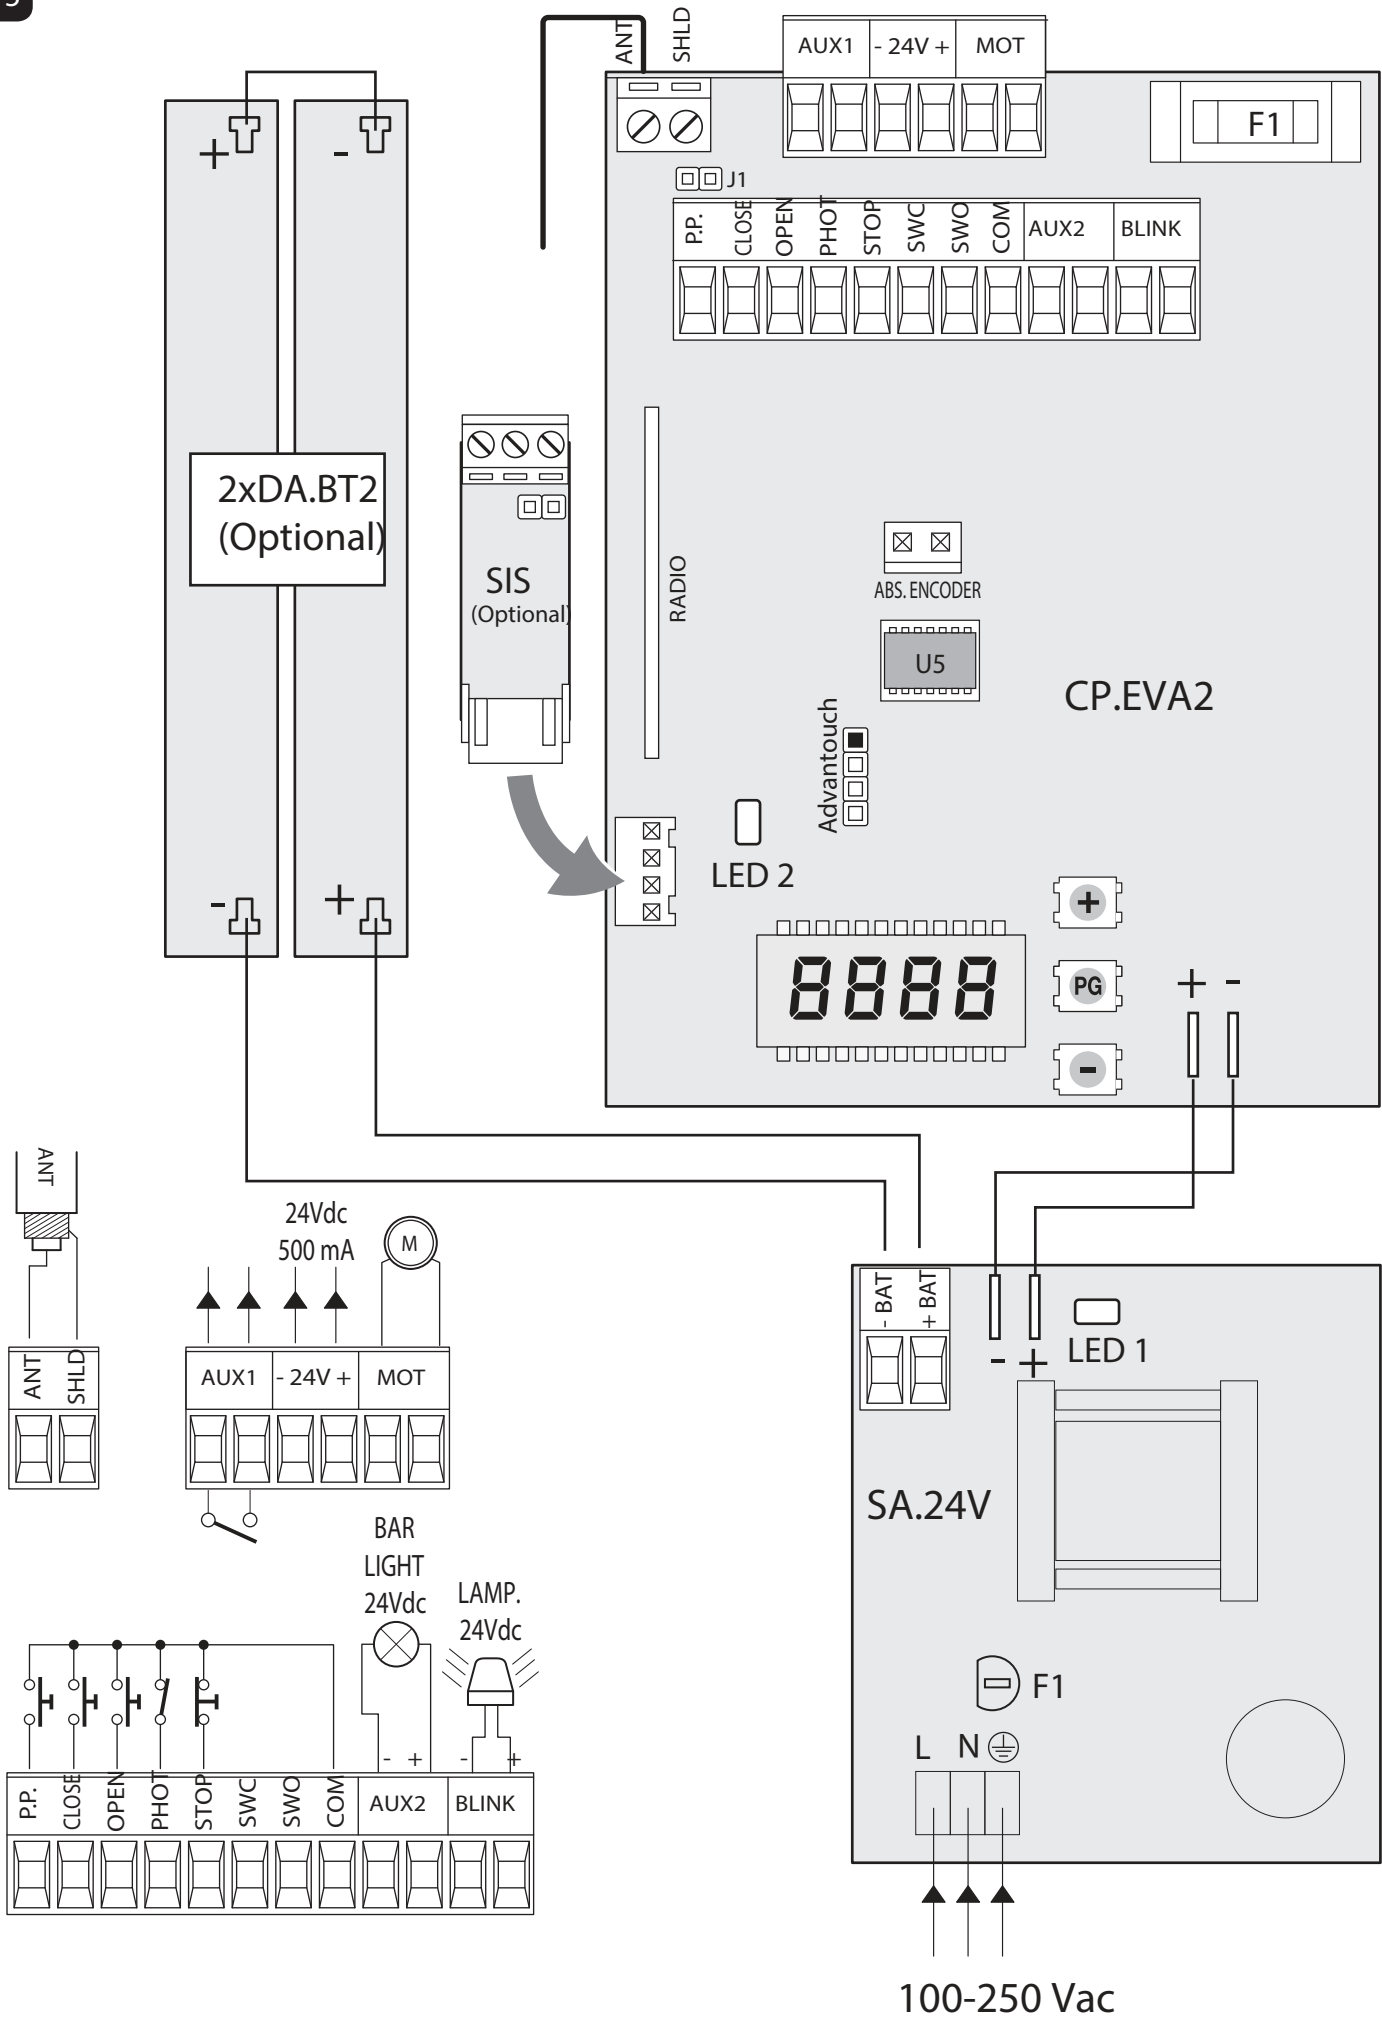 ANT
SHLD
AUX1
- 24V +
MOT
F1
J1
P.P.
CLOSE
OPEN
PHOT
STOP
SWC
SWO
COM
AUX2
BLINK
+
-
2xDA.BT2
(Optional)
SIS
(Optional)
RADIO
ABS. ENCODER
U5
CP.EVA2
Advantouch
LED 2
-
+
8888
+
PG
-
+ -
ANT
24Vdc
500 mA
M
ANT
SHLD
AUX1
- 24V +
MOT
- BAT
+ BAT
- +
LED 1
SA.24V
BAR
LIGHT
24Vdc
LAMP.
24Vdc
- +
- +
P.P.
CLOSE
OPEN
PHOT
STOP
SWC
SWO
COM
AUX2
BLINK
F1
L N
100-250 Vac